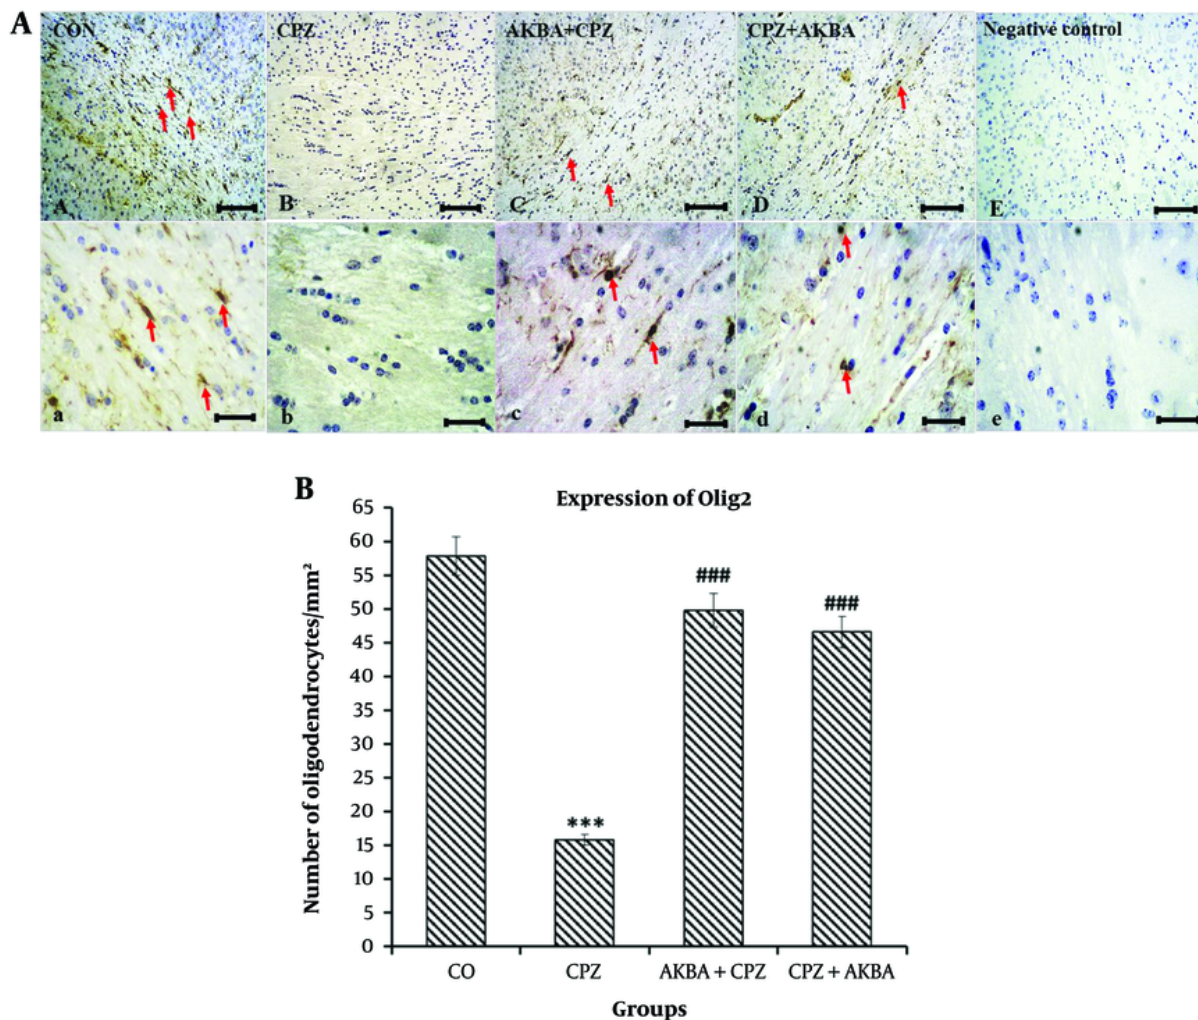 A
CON
CPZ
AKBA+CPZ
CPZ+AKBA
Negative control
A
B
C
D
E
a
b
c
d
e
B
Expression of Olig2
Number of oligodendrocytes/mm²
65
60
55
50
45
40
35
30
25
20
15
10
5
0
***
###
###
CO
CPZ
AKBA + CPZ
CPZ + AKBA
Groups